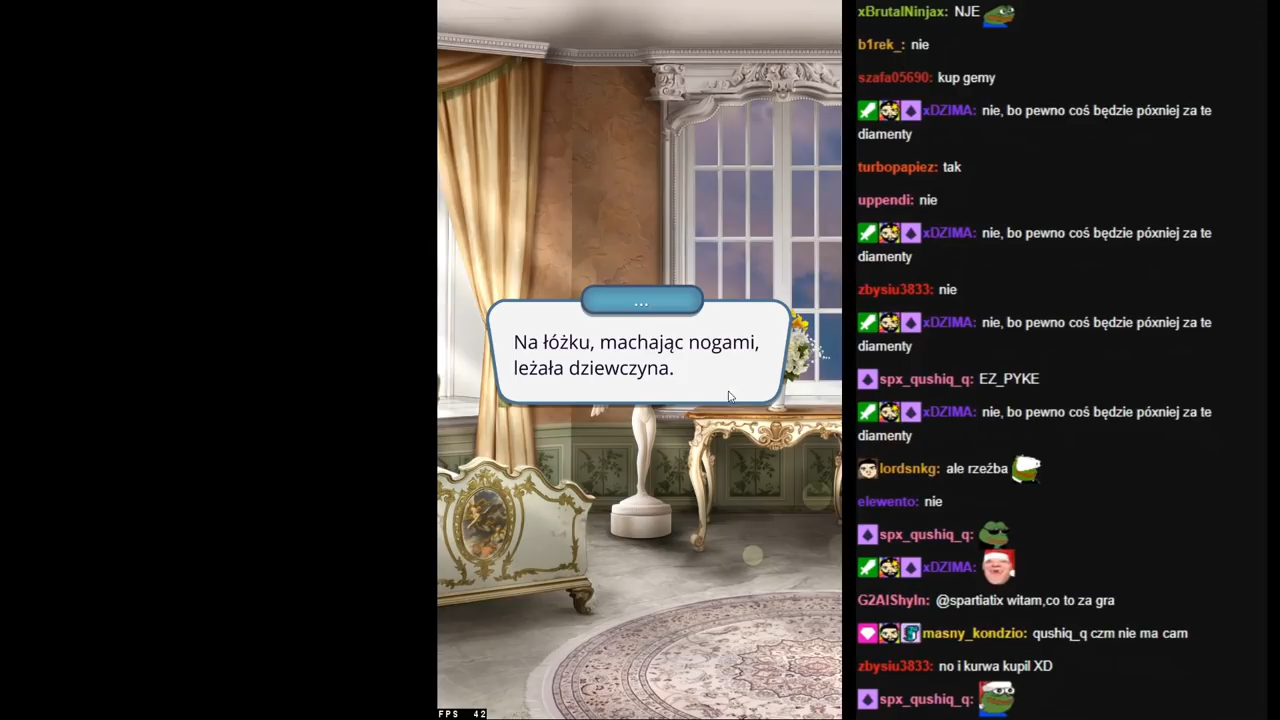 ...
Na łóżku, machając nogami,
leżała dziewczyna.
FPS 42
xBrutalNinjax: NJE
b1rek_: nie
szafa05690: kup gemy
xDZIMA: nie, bo pewno coś będzie póxniej za te
diamenty
turbopapiez: tak
uppendi: nie
xDZIMA: nie, bo pewno coś będzie póxniej za te
diamenty
zbysiu3833: nie
xDZIMA: nie, bo pewno coś będzie póxniej za te
diamenty
spx_qushiq_q: EZ_PYKE
xDZIMA: nie, bo pewno coś będzie póxniej za te
diamenty
lordsnkg: ale rzeźba
elewento: nie
spx_qushiq_q:
xDZIMA:
G2AlShyIn: @spartiatix witam,co to za gra
masny_kondzio: qushiq_q czm nie ma cam
zbysiu3833: no i kurwa kupil XD
spx_qushiq_q: